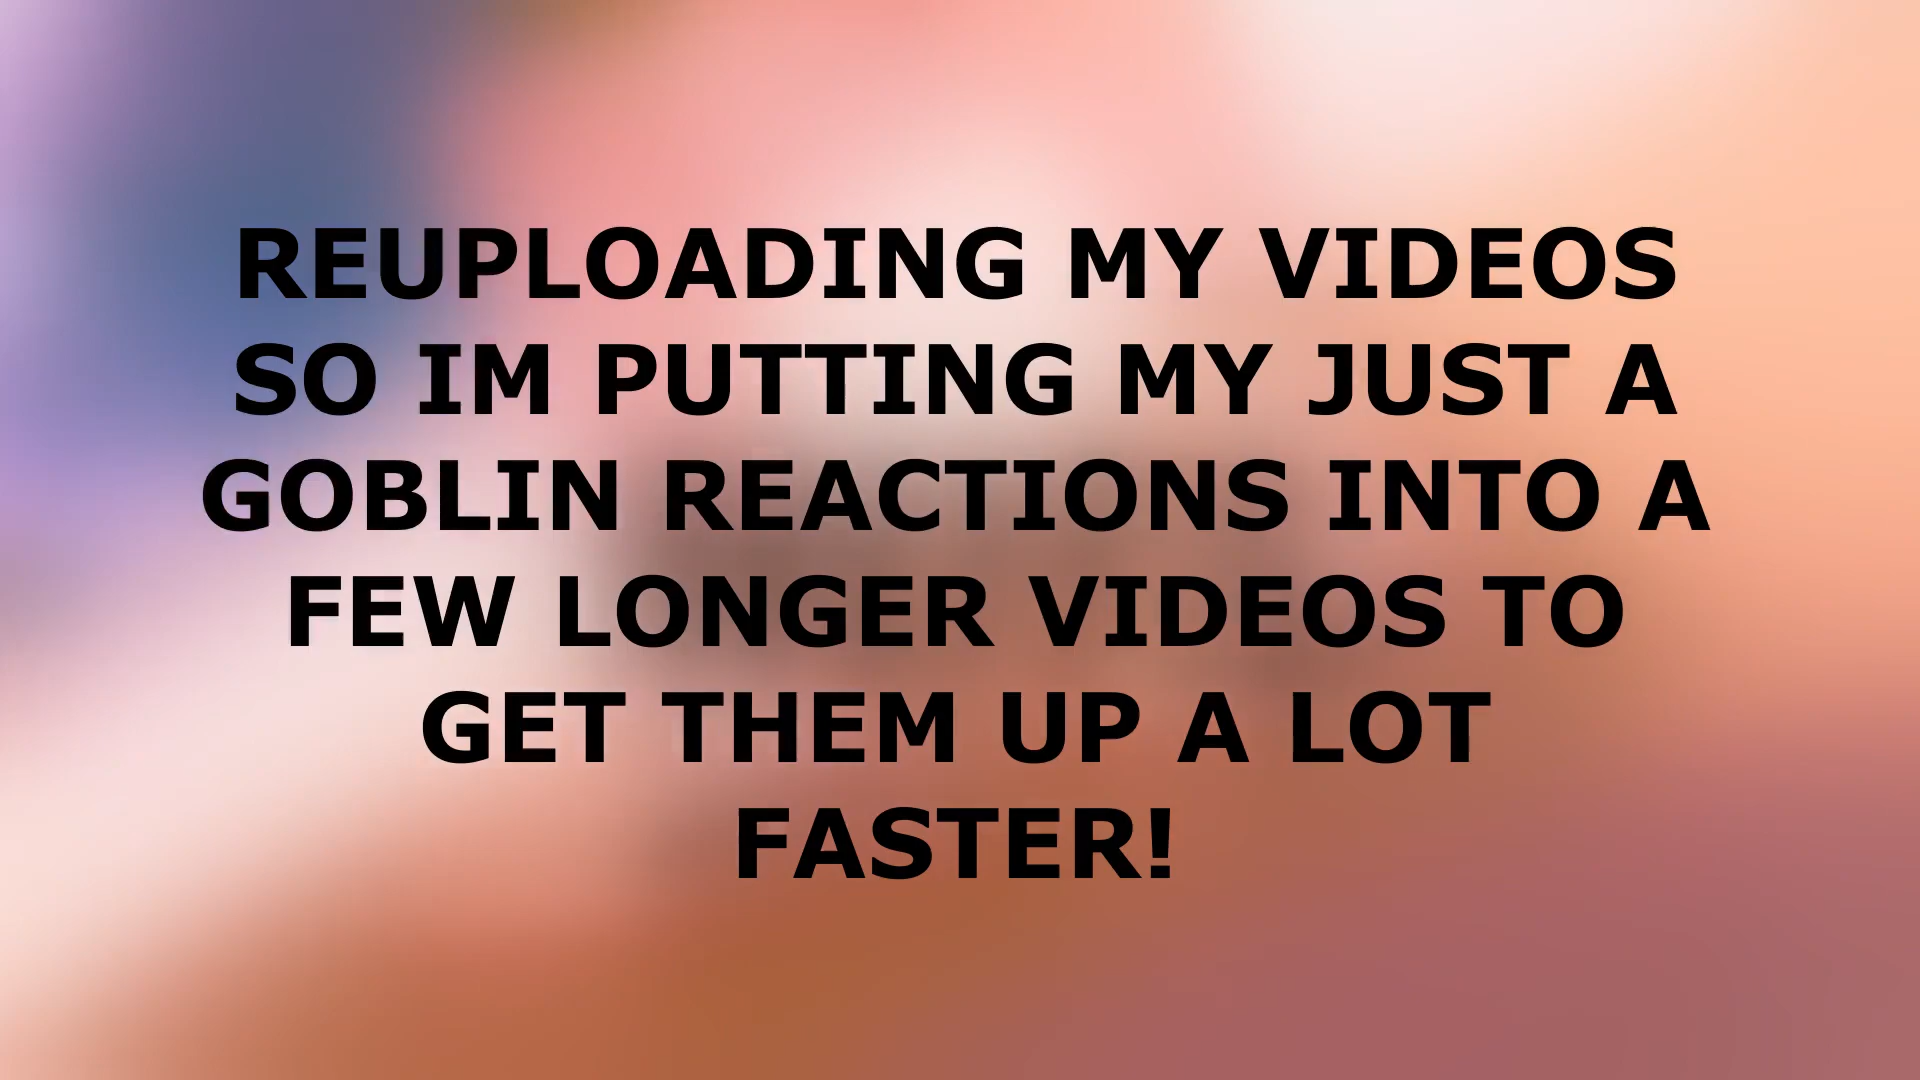 REUPLOADING MY VIDEOS
SO IM PUTTING MY JUST A
GOBLIN REACTIONS INTO A
FEW LONGER VIDEOS TO
GET THEM UP A LOT
FASTER!